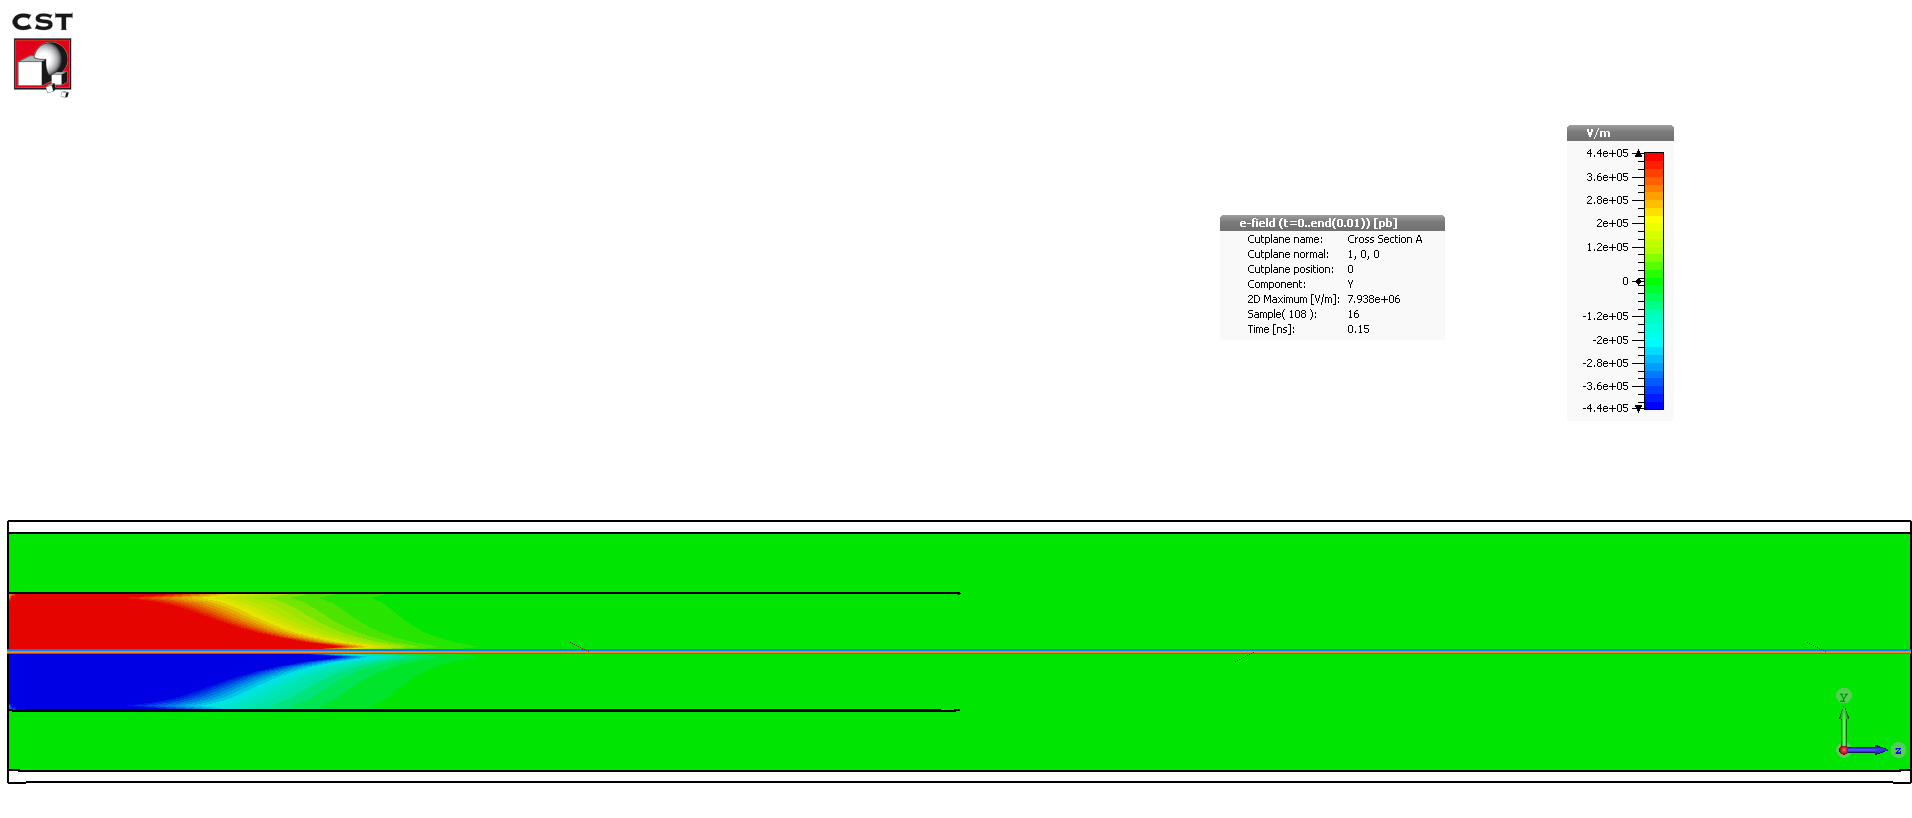 CST
V/m
4.4e+05
3.6e+05
2.8e+05
2e+05
1.2e+05
0
-1.2e+05
-2e+05
-2.8e+05
-3.6e+05
-4.4e+05
e-field (t=0..end(0.01)) [pb]
Cutplane name: Cross Section A
Cutplane normal: 1, 0, 0
Cutplane position: 0
Component: Y
2D Maximum [V/m]: 7.938e+06
Sample( 108 ): 16
Time [ns]: 0.15
y
z